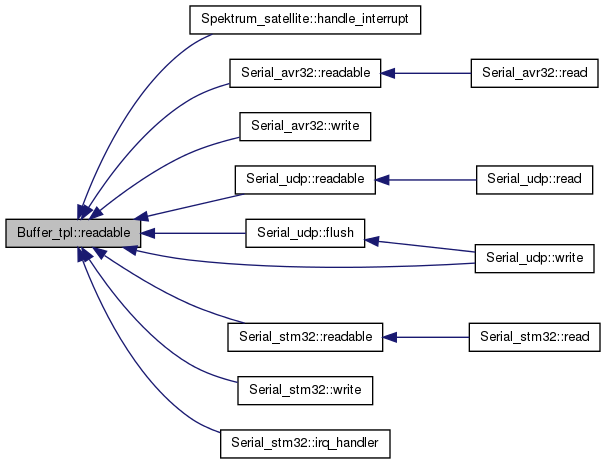 Spektrum_satellite::handle_interrupt
Serial_avr32::readable
Serial_avr32::read
Serial_avr32::write
Serial_udp::readable
Serial_udp::read
Buffer_tpl::readable
Serial_udp::flush
Serial_udp::write
Serial_stm32::readable
Serial_stm32::read
Serial_stm32::write
Serial_stm32::irq_handler